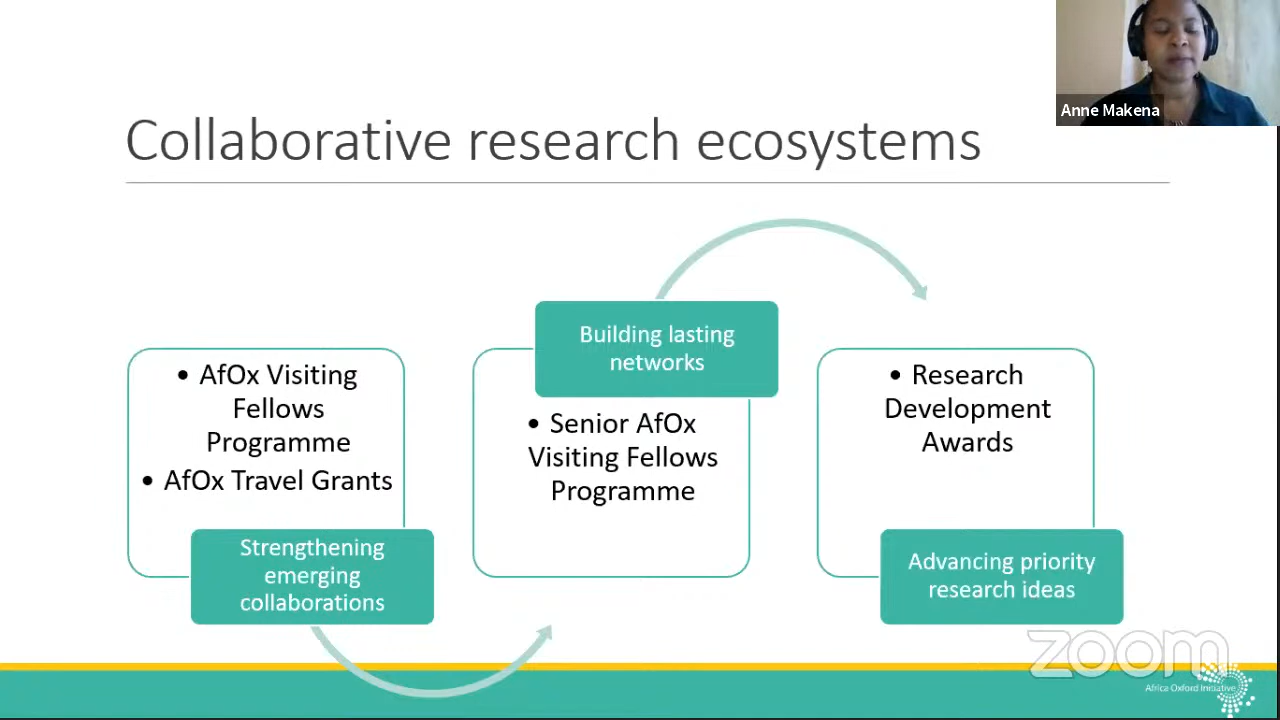 Anne Makena
Collaborative research ecosystems
• AfOx Visiting
Fellows
Programme
• AfOx Travel Grants
Strengthening
emerging
collaborations
Building lasting
networks
• Senior AfOx
Visiting Fellows
Programme
• Research
Development
Awards
Advancing priority
research ideas
zoom
Africa Oxford Initiative